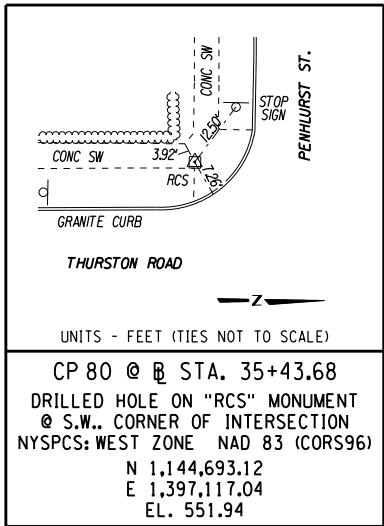 CONC SW
PENHURST ST.
STOP
SIGN
12.50'
CONC SW
3.92'
RCS
7.26'
GRANITE CURB
THURSTON ROAD
Z
UNITS - FEET (TIES NOT TO SCALE)
CP 80 @ BL STA. 35+43.68
DRILLED HOLE ON "RCS" MONUMENT
@ S.W.. CORNER OF INTERSECTION
NYSPCS: WEST ZONE NAD 83 (CORS96)
N 1,144,693.12
E 1,397,117.04
EL. 551.94